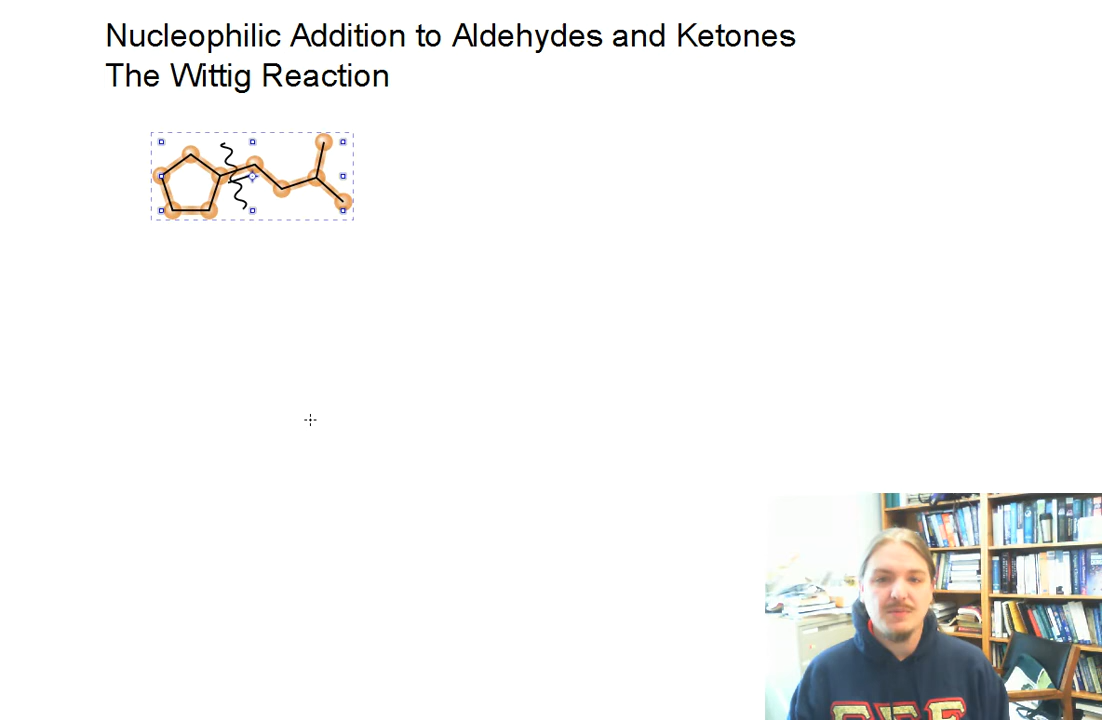 Nucleophilic Addition to Aldehydes and Ketones
The Wittig Reaction